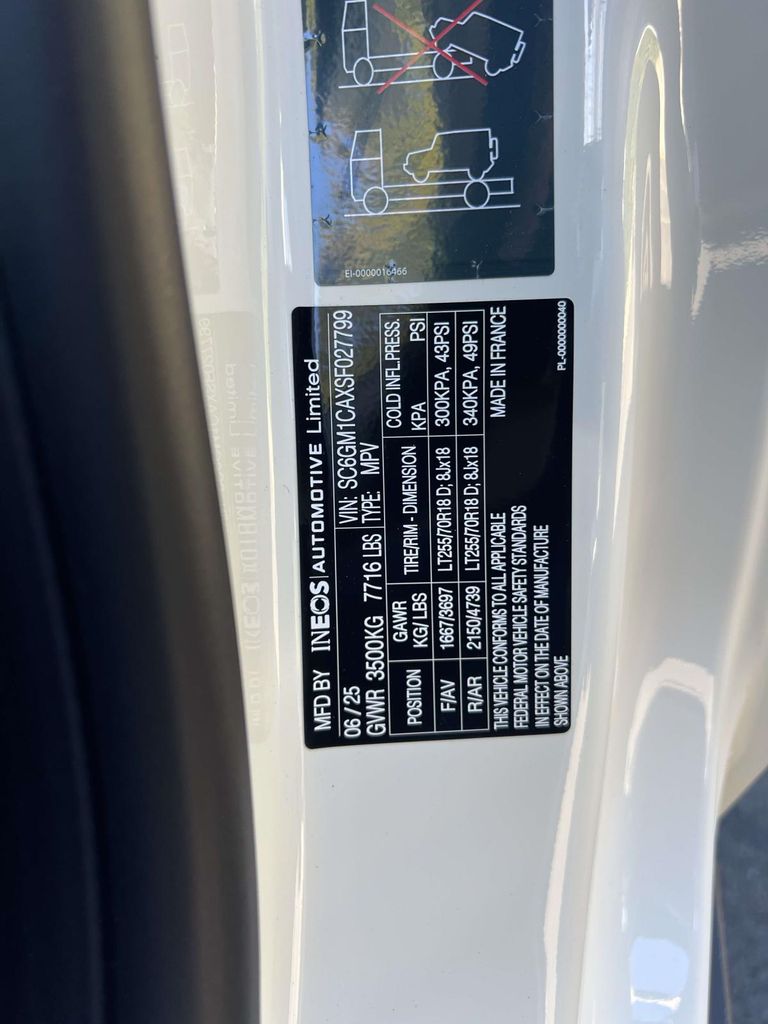 EI-0000016466
MFD BY INEOS | AUTOMOTIVE Limited
06 / 25 VIN: SC6GM1CAXSF027799
GVWR 3500KG 7716 LBS TYPE: MPV
POSITION GAWR KG/ LBS TIRE/RIM - DIMENSION COLD INFL.PRESS. KPA PSI
F/AV 1667/3697 LT255/70R18 D; 8Jx18 300KPA, 43PSI
R/AR 2150/4739 LT255/70R18 D; 8Jx18 340KPA, 49PSI
THIS VEHICLE CONFORMS TO ALL APPLICABLE MADE IN FRANCE
FEDERAL MOTOR VEHICLE SAFETY STANDARDS
IN EFFECT ON THE DATE OF MANUFACTURE
SHOWN ABOVE PL-0000000040